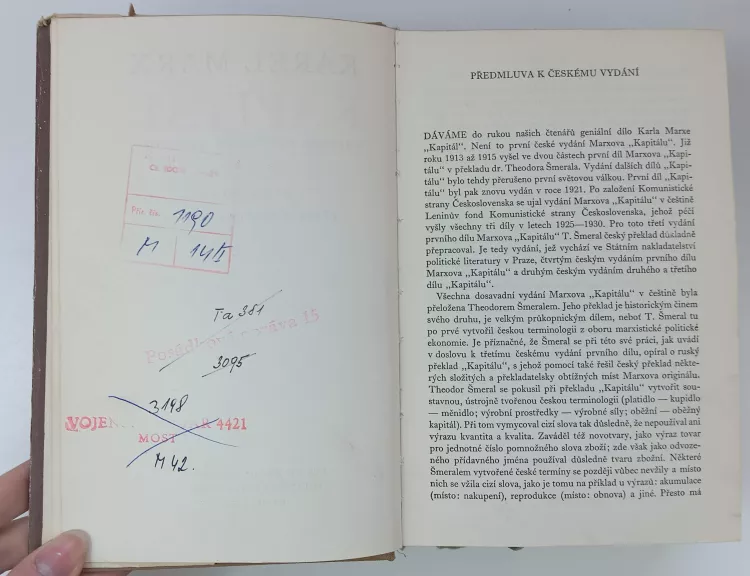 KAREL MARX
Přír. čís.
1190
M
14/I
Ta 381
Posádková správa 15
3095
3198
VOJEN
4421
MOST
M 42.
PŘEDMLUVA K ČESKÉMU VYDÁNÍ
DÁVÁME do rukou našich čtenářů geniální dílo Karla Marxe
„Kapitál“. Není to první české vydání Marxova „Kapitálu“. Již
roku 1913 až 1915 vyšel ve dvou částech první díl Marxova „Kapi-
tálu“ v překladu dr. Theodora Šmerala. Vydání dalších dílů „Kapi-
tálu“ bylo tehdy přerušeno první světovou válkou. První díl „Kapi-
tálu“ byl pak znovu vydán v roce 1921. Po založení Komunistické
strany Československa se ujal vydání Marxova „Kapitálu“ v češtině
Leninův fond Komunistické strany Československa, jehož péčí
vyšly všechny tři díly v letech 1925—1930. Pro toto třetí vydání
prvního dílu Marxova „Kapitálu“ T. Šmeral český překlad důsledně
přepracoval. Je tedy vydání, jež vychází ve Státním nakladatelství
politické literatury v Praze, čtvrtým českým vydáním prvního dílu
Marxova „Kapitálu“ a druhým českým vydáním druhého a třetího
dílu „Kapitálu“.
Všechna dosavadní vydání Marxova „Kapitálu“ v češtině byla
přeložena Theodorem Šmeralem. Jeho překlad je historickým činem
svého druhu, je velkým průkopnickým dílem, neboť T. Šmeral tu
po prvé vytvořil českou terminologii z oboru marxistické politické
ekonomie. Je příznačné, že Šmeral se při této své práci, jak uvádí
v doslovu k třetímu českému vydání prvního dílu, opíral o ruský
překlad „Kapitálu“, s jehož pomocí také řešil český překlad někte-
rých složitých a překladatelsky obtížných míst Marxova originálu.
Theodor Šmeral se pokusil při překladu „Kapitálu“ vytvořit sou-
stavnou, ústrojně tvořenou českou terminologii (platidlo — kupidlo
— měnidlo; výrobní prostředky — výrobné síly; oběžní — oběžný
kapitál). Při tom vymycoval cizí slova tak důsledně, že nepoužíval ani
výrazu kvantita a kvalita. Zaváděl též novotvary, jako výraz tovar
pro jednotné číslo pomnožného slova zboží; zde však jako odvoze-
ného přídavného jména používal důsledně tvaru zbožní. Některé
Šmeralem vytvořené české termíny se později vůbec nevžily a místo
nich se vžila cizí slova, jako je tomu na příklad u výrazů: akumulace
(místo: nakupení), reprodukce (místo: obnova) a jiné. Přesto má